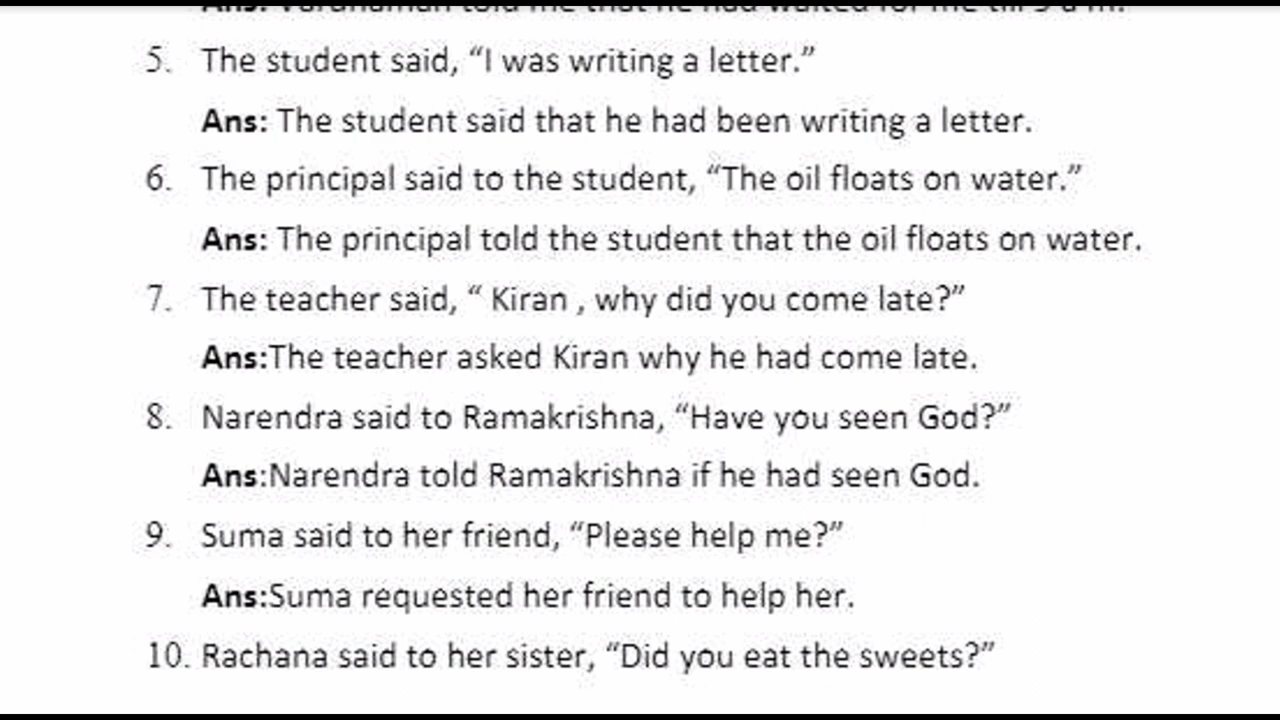 5. The student said, “I was writing a letter.”
Ans: The student said that he had been writing a letter.
6. The principal said to the student, “The oil floats on water.”
Ans: The principal told the student that the oil floats on water.
7. The teacher said, “ Kiran , why did you come late?”
Ans:The teacher asked Kiran why he had come late.
8. Narendra said to Ramakrishna, “Have you seen God?”
Ans:Narendra told Ramakrishna if he had seen God.
9. Suma said to her friend, “Please help me?”
Ans:Suma requested her friend to help her.
10. Rachana said to her sister, “Did you eat the sweets?”